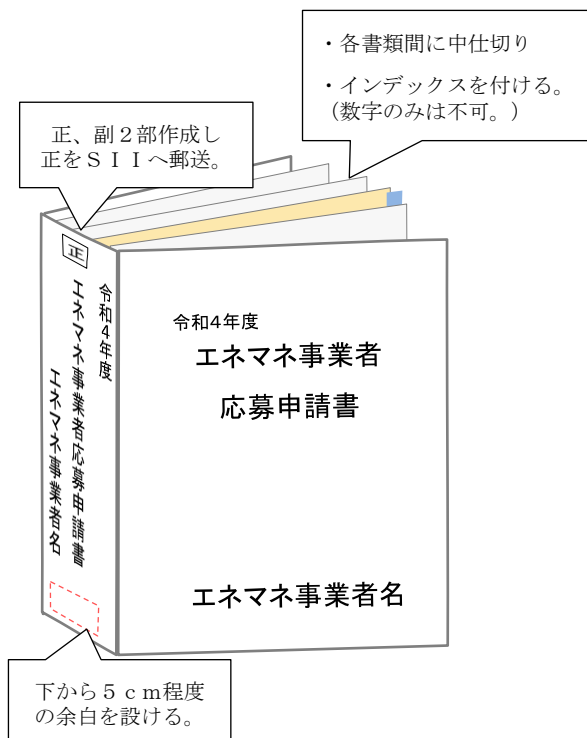 ・各書類間に中仕切り
・インデックスを付ける。
（数字のみは不可。）
正、副２部作成し
正をＳＩＩへ郵送。
正
令和4年度
エネマネ事業者応募申請書
エネマネ事業者名
令和4年度
エネマネ事業者
応募申請書
エネマネ事業者名
下から５ｃｍ程度
の余白を設ける。